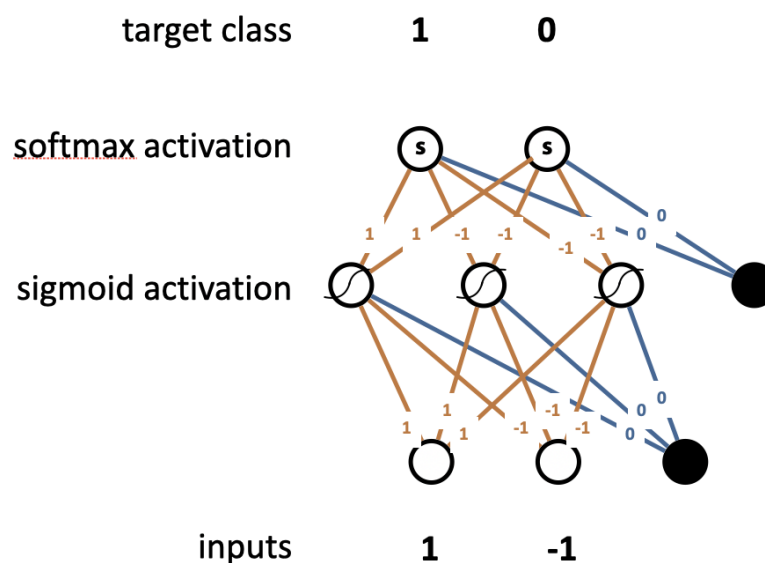 target class 1 0
softmax activation s s
0
1 1 -1 -1 -1 -1 0
sigmoid activation
1 1 -1 0 0
1 1 -1 -1 0
inputs 1 -1